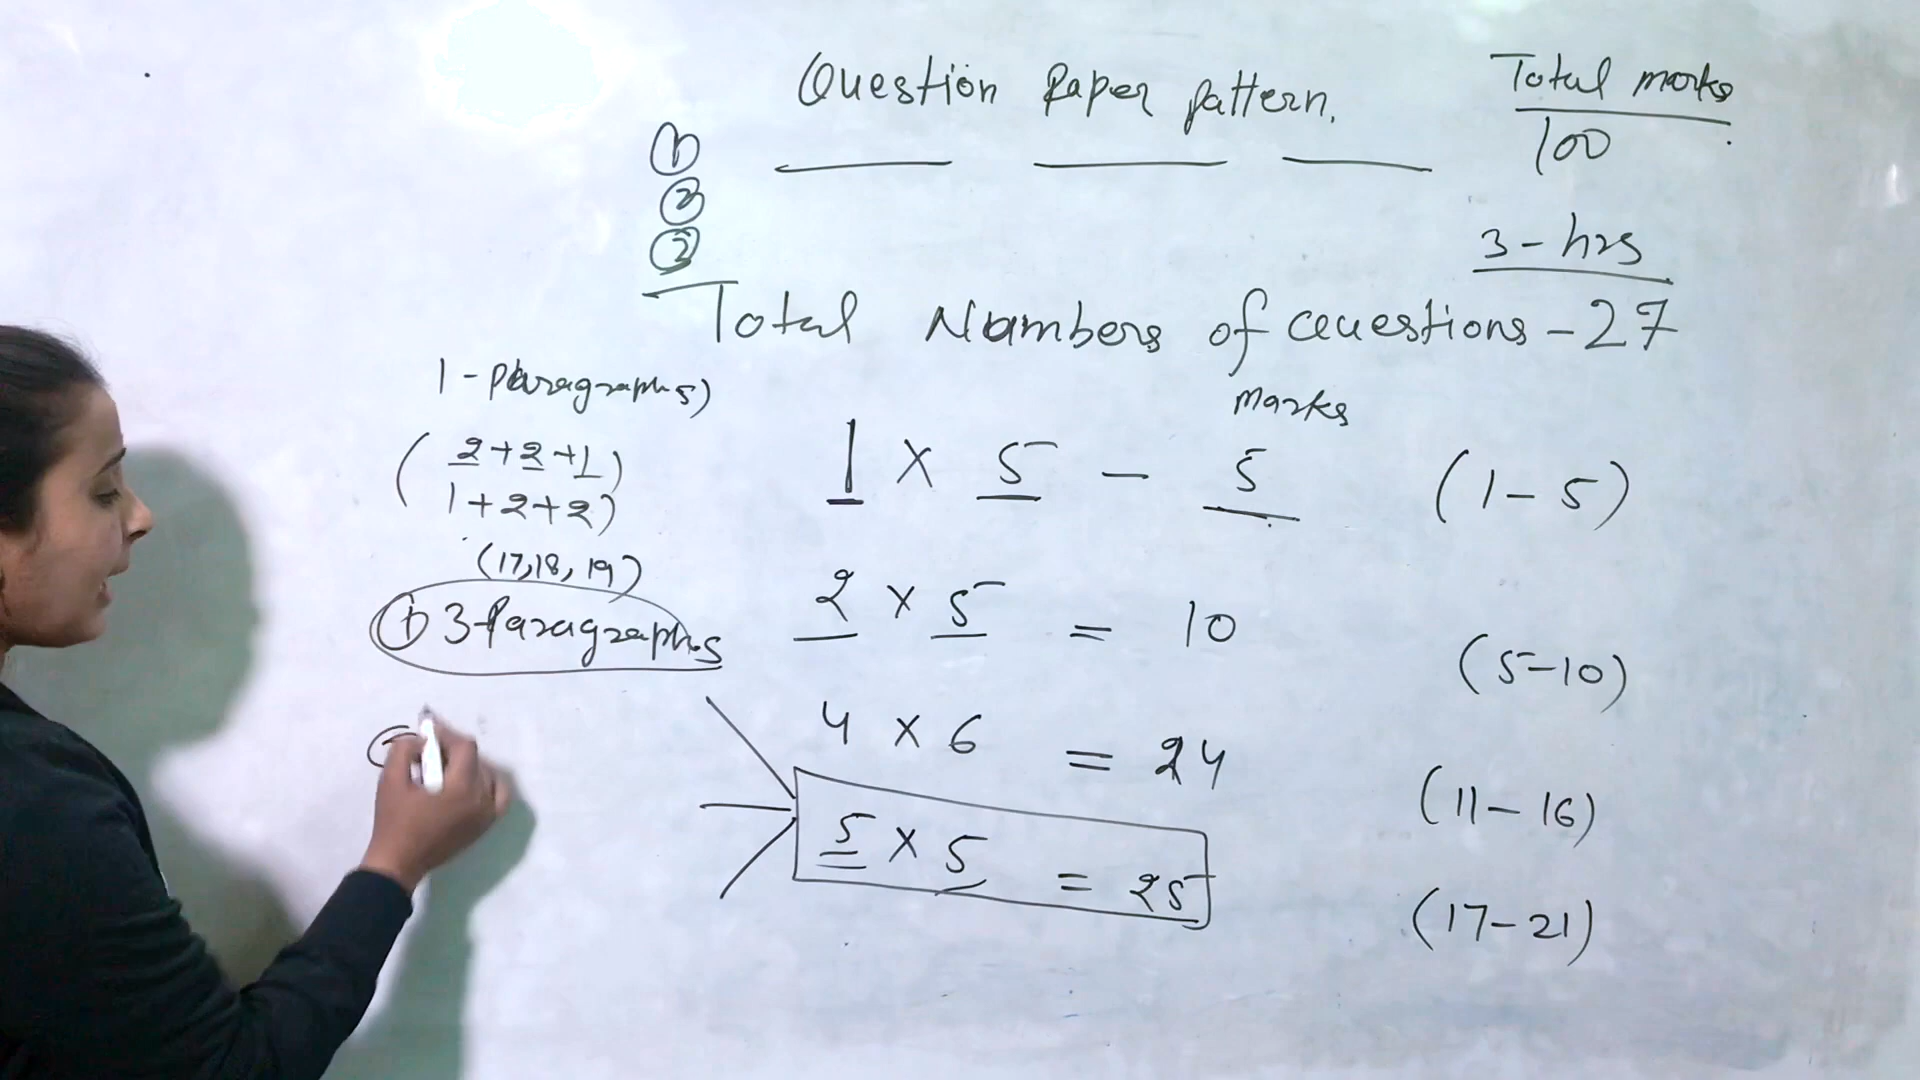 Question Paper pattern.
Total marks
100
①
②
②
3-hrs
Total Numbers of Questions - 27
1 - paragraphs)
marks
(2+2+1)
1+2+2)
1 × 5 - 5 (1-5)
(17,18,19)
① 3-Paragraphs
2 × 5 = 10 (5-10)
4 × 6 = 24 (11-16)
5 × 5 = 25 (17-21)